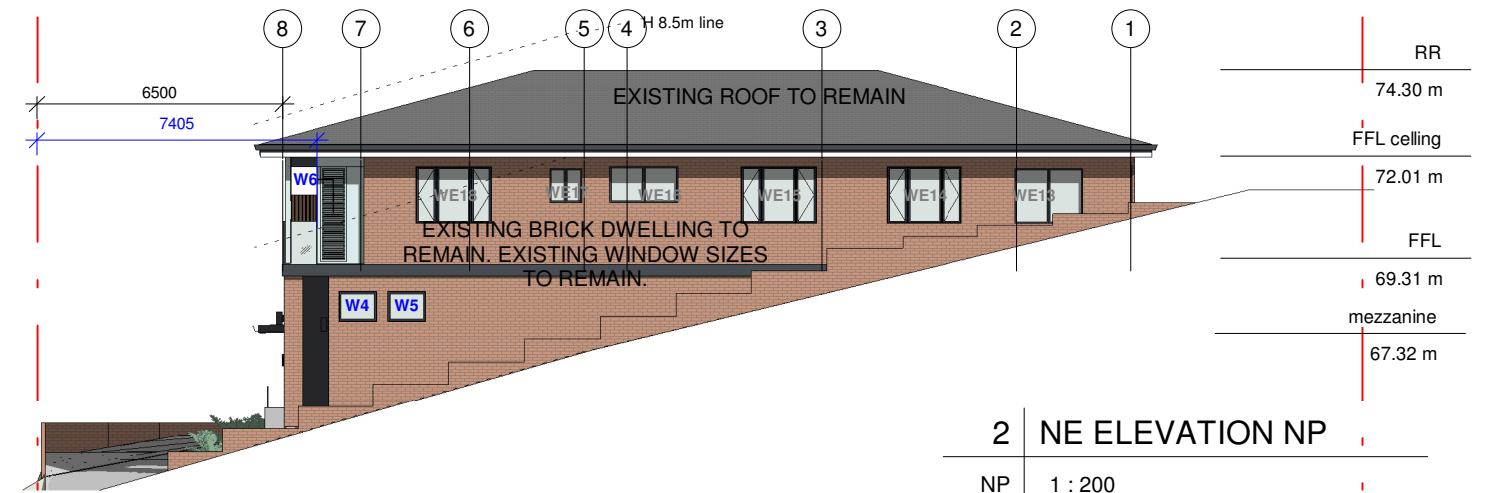 8
7
6
5
4
3
2
1
H 8.5m line
6500
7405
EXISTING ROOF TO REMAIN
RR
74.30 m
FFL celling
72.01 m
FFL
69.31 m
mezzanine
67.32 m
W6
WE18
WE17
WE16
WE15
WE14
WE13
EXISTING BRICK DWELLING TO
REMAIN. EXISTING WINDOW SIZES
TO REMAIN.
W4
W5
2 NE ELEVATION NP
NP 1 : 200